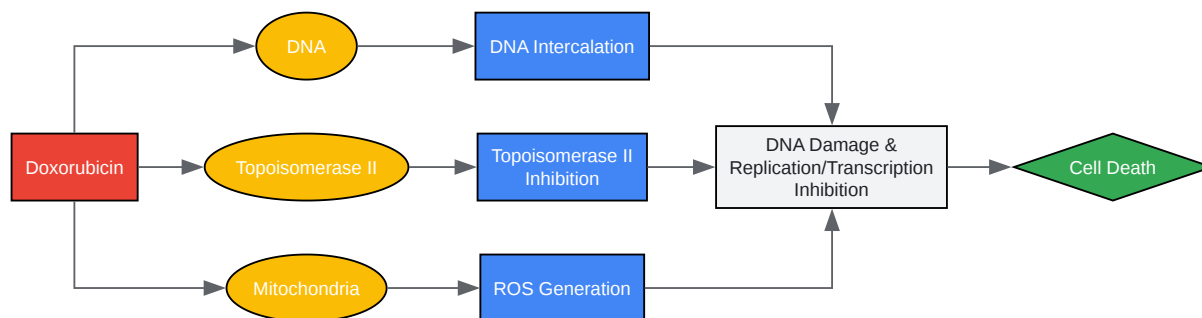 DNA
DNA Intercalation
Doxorubicin
Topoisomerase II
Topoisomerase II
Inhibition
DNA Damage &
Replication/Transcription
Inhibition
Cell Death
Mitochondria
ROS Generation